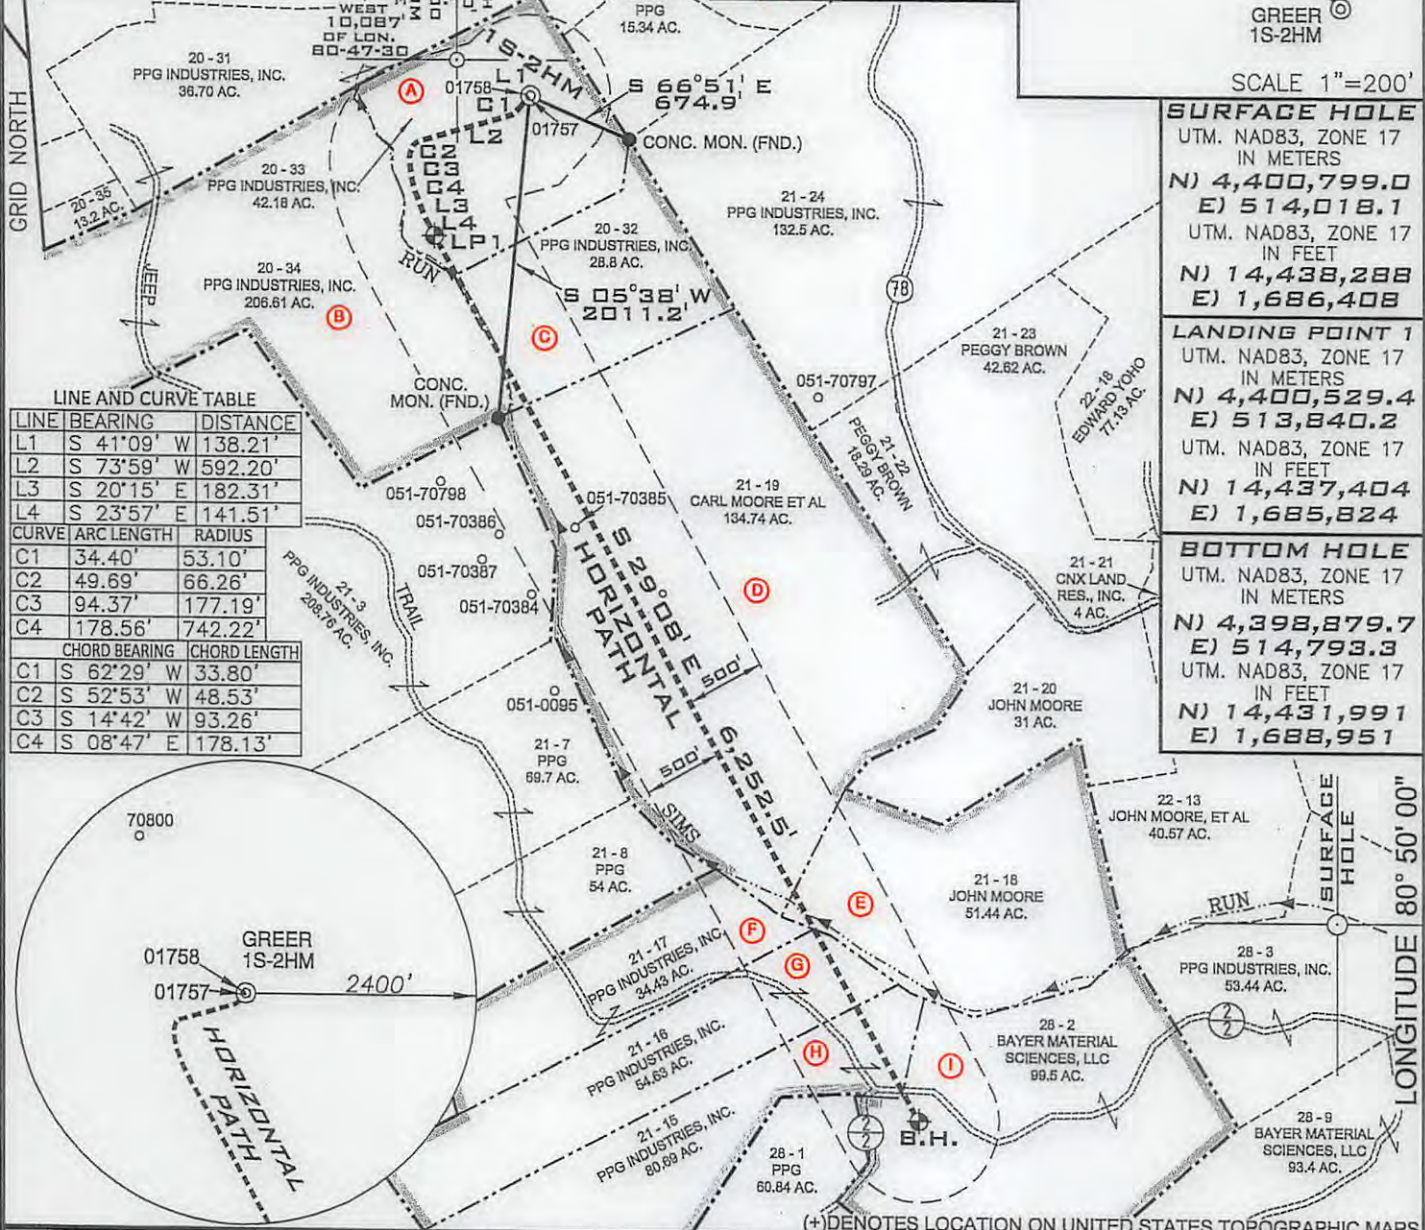 WEST
10,087'
OF LON.
80-47-30
PPG
15.34 AC.
GREER
1S-2HM
SCALE 1"=200'
GRID NORTH
20-31
PPG INDUSTRIES, INC.
36.70 AC.
A
01758
L1
1S-2HM
C1
L2
01757
S 66°51' E
674.9'
CONC. MON. (FND.)
20-35
13.2 AC.
20-33
PPG INDUSTRIES, INC.
42.18 AC.
C2
C3
C4
L3
L4
LP1
RUN
20-32
PPG INDUSTRIES, INC.
28.8 AC.
21-24
PPG INDUSTRIES, INC.
132.5 AC.
78
JEEP
20-34
PPG INDUSTRIES, INC.
206.61 AC.
B
S 05°38' W
2011.2'
C
CONC.
MON. (FND.)
21-23
PEGGY BROWN
42.62 AC.
22-18
EDWARD YOHO
77.13 AC.
051-70797
21-22
PEGGY BROWN
18.29 AC.
SURFACE HOLE
UTM. NAD83, ZONE 17
IN METERS
N) 4,400,799.0
E) 514,018.1
UTM. NAD83, ZONE 17
IN FEET
N) 14,438,288
E) 1,686,408
LANDING POINT 1
UTM. NAD83, ZONE 17
IN METERS
N) 4,400,529.4
E) 513,840.2
UTM. NAD83, ZONE 17
IN FEET
N) 14,437,404
E) 1,685,824
BOTTOM HOLE
UTM. NAD83, ZONE 17
IN METERS
N) 4,398,879.7
E) 514,793.3
UTM. NAD83, ZONE 17
IN FEET
N) 14,431,991
E) 1,688,951
LINE AND CURVE TABLE
LINE BEARING DISTANCE
L1 S 41°09' W 138.21'
L2 S 73°59' W 592.20'
L3 S 20°15' E 182.31'
L4 S 23°57' E 141.51'
CURVE ARC LENGTH RADIUS
C1 34.40' 53.10'
C2 49.69' 66.26'
C3 94.37' 177.19'
C4 178.56' 742.22'
CHORD BEARING CHORD LENGTH
C1 S 62°29' W 33.80'
C2 S 52°53' W 48.53'
C3 S 14°42' W 93.26'
C4 S 08°47' E 178.13'
051-70798
051-70386
051-70387
051-70384
051-70385
051-0095
21-19
CARL MOORE ET AL
134.74 AC.
D
21-21
CNX LAND
RES., INC.
4 AC.
21-3
PPG INDUSTRIES, INC.
208.76 AC.
TRAIL
S 29°08' E
6,252.5'
HORIZONTAL
PATH
500'
500'
21-20
JOHN MOORE
31 AC.
21-7
PPG
69.7 AC.
SIMS
21-8
PPG
54 AC.
22-13
JOHN MOORE, ET AL
40.57 AC.
SURFACE
HOLE
LONGITUDE 80° 50' 00"
21-18
JOHN MOORE
51.44 AC.
E
RUN
F
G
21-17
PPG INDUSTRIES, INC.
34.43 AC.
28-3
PPG INDUSTRIES, INC.
53.44 AC.
2
2
70800
GREER
1S-2HM
01758
01757
2400'
HORIZONTAL
PATH
21-16
PPG INDUSTRIES, INC.
54.63 AC.
H
I
28-2
BAYER MATERIAL
SCIENCES, LLC
99.5 AC.
21-15
PPG INDUSTRIES, INC.
80.69 AC.
2
2
B.H.
28-1
PPG
60.84 AC.
28-9
BAYER MATERIAL
SCIENCES, LLC
93.4 AC.
(+)DENOTES LOCATION ON UNITED STATES TOPOGRAPHIC MAP